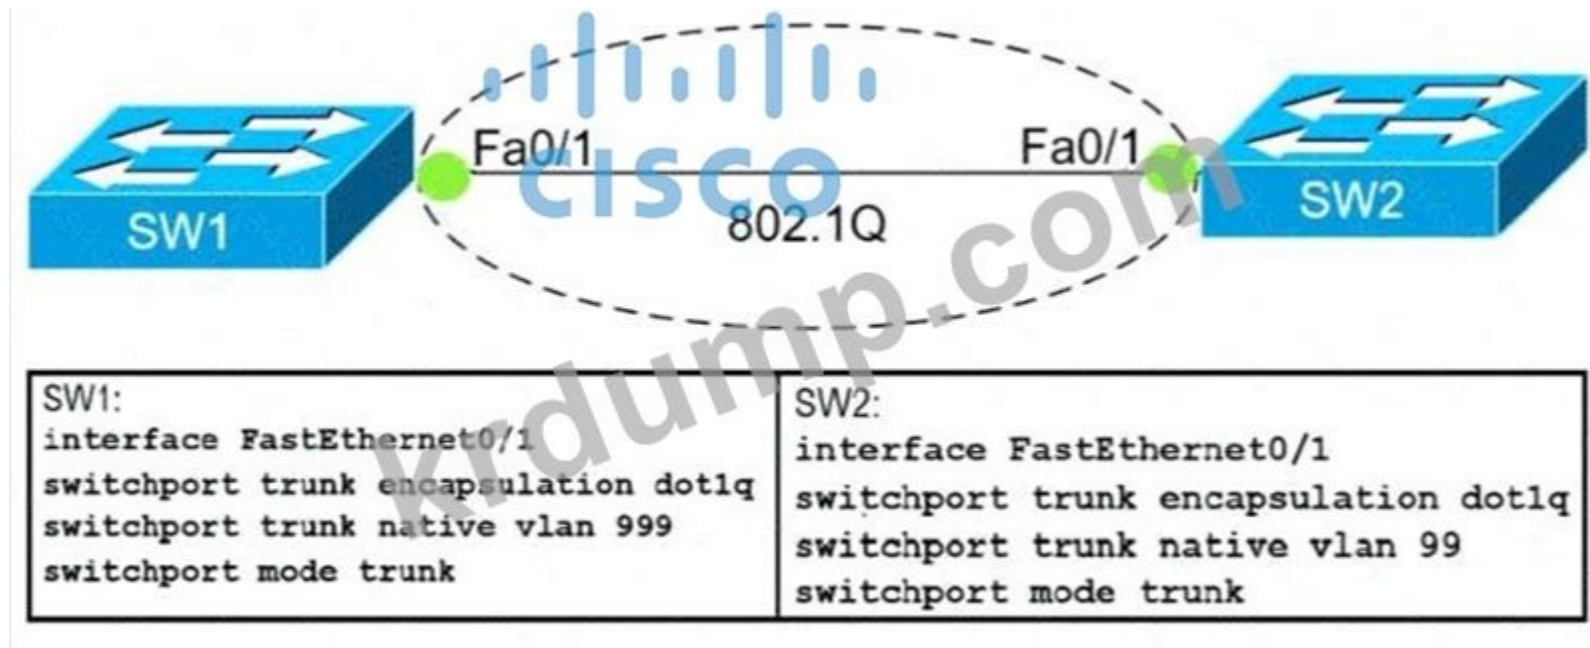 CISCO
Fa0/1
Fa0/1
802.1Q
SW1
SW2
krdump.com
SW1:
interface FastEthernet0/1
switchport trunk encapsulation dot1q
switchport trunk native vlan 999
switchport mode trunk
SW2:
interface FastEthernet0/1
switchport trunk encapsulation dot1q
switchport trunk native vlan 99
switchport mode trunk